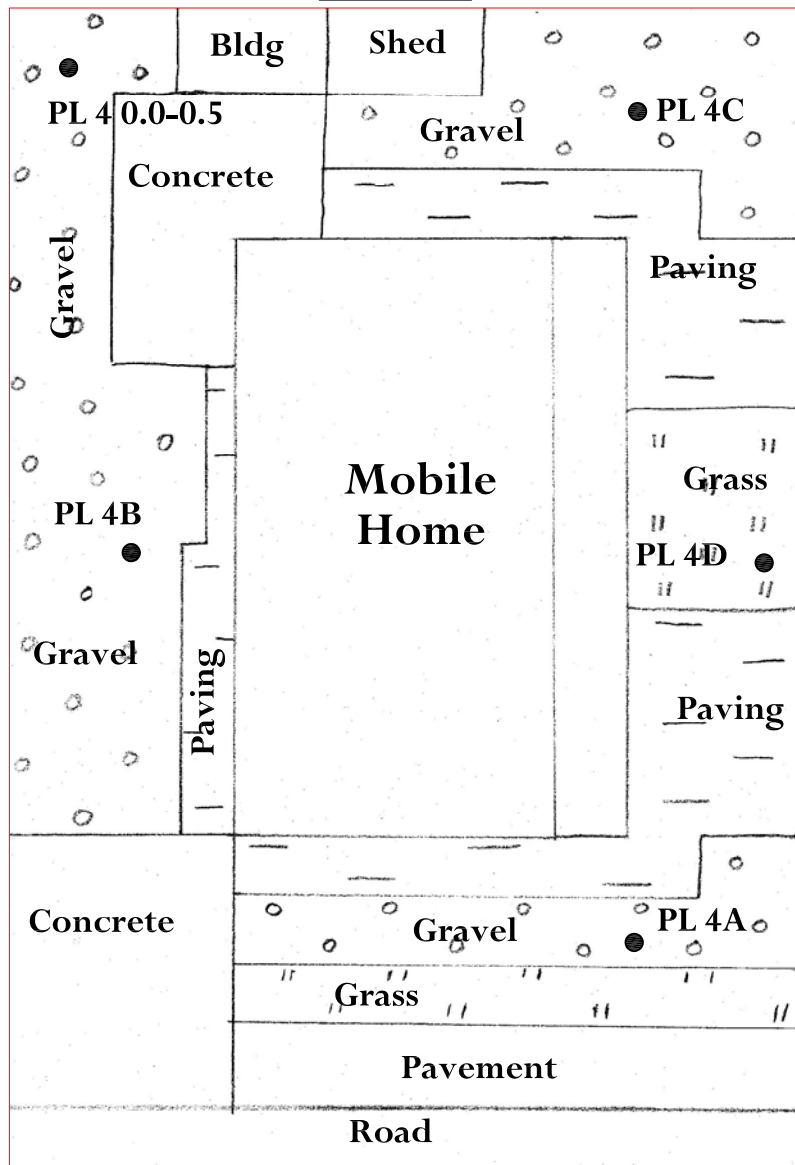 Bldg
Shed
PL 4 0.0-0.5
PL 4C
Gravel
Concrete
Gravel
Paving
Mobile
Home
Grass
PL 4B
PL 4D
Gravel
Paving
Paving
Concrete
Gravel
PL 4A
Grass
Pavement
Road